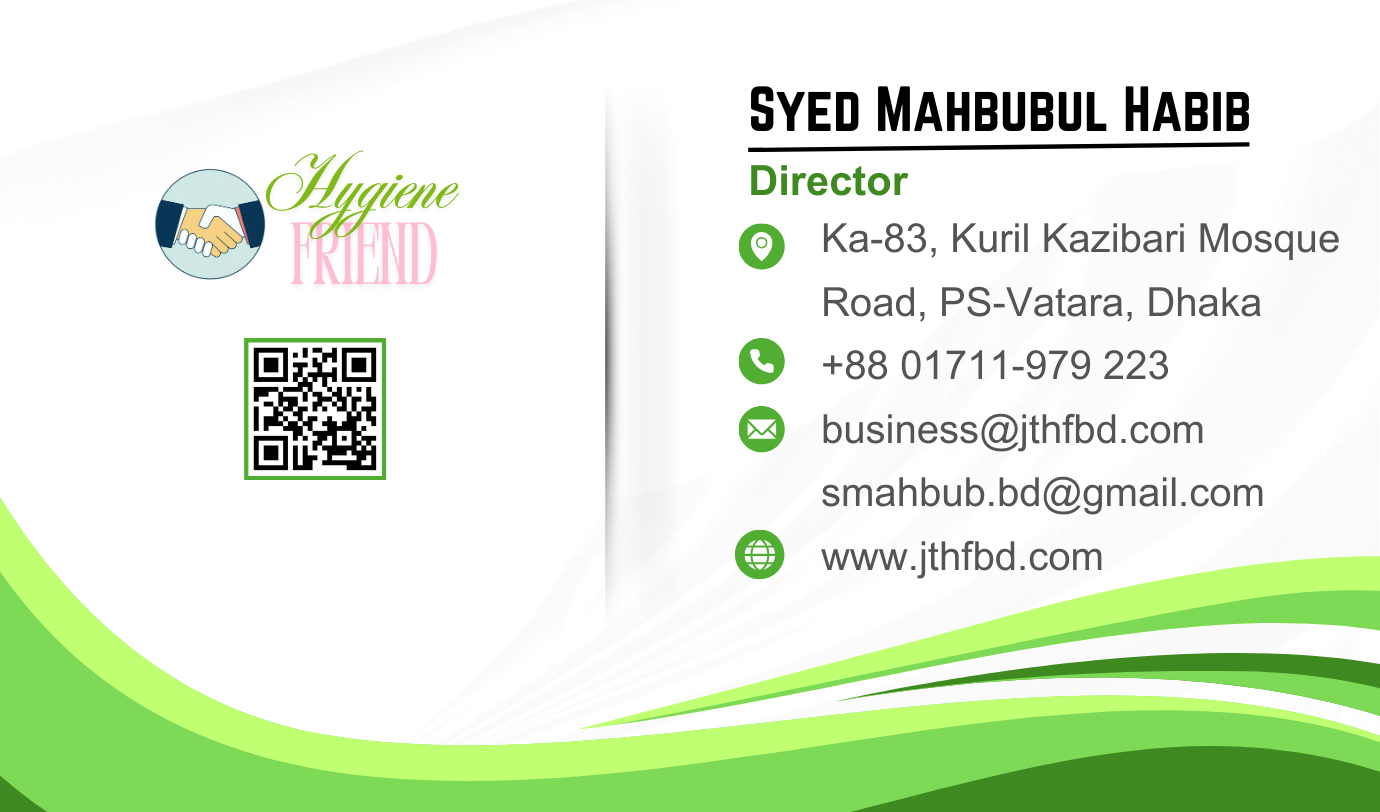 Hygiene
FRIEND
Syed Mahbubul Habib
Director
Ka-83, Kuril Kazibari Mosque
Road, PS-Vatara, Dhaka
+88 01711-979 223
business@jthfbd.com
smahbub.bd@gmail.com
www.jthfbd.com